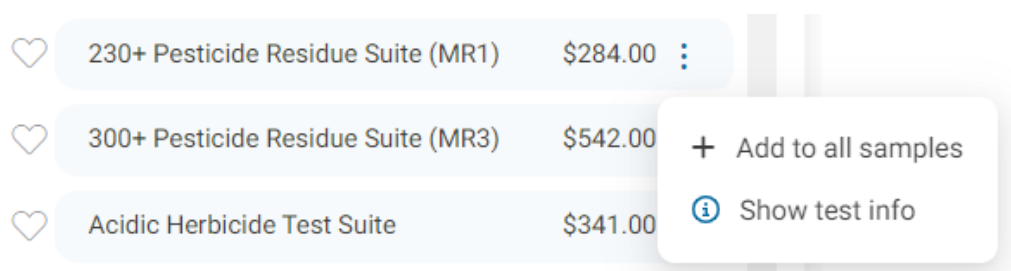 230+ Pesticide Residue Suite (MR1) $284.00
300+ Pesticide Residue Suite (MR3) $542.00
Add to all samples
Show test info
Acidic Herbicide Test Suite $341.00